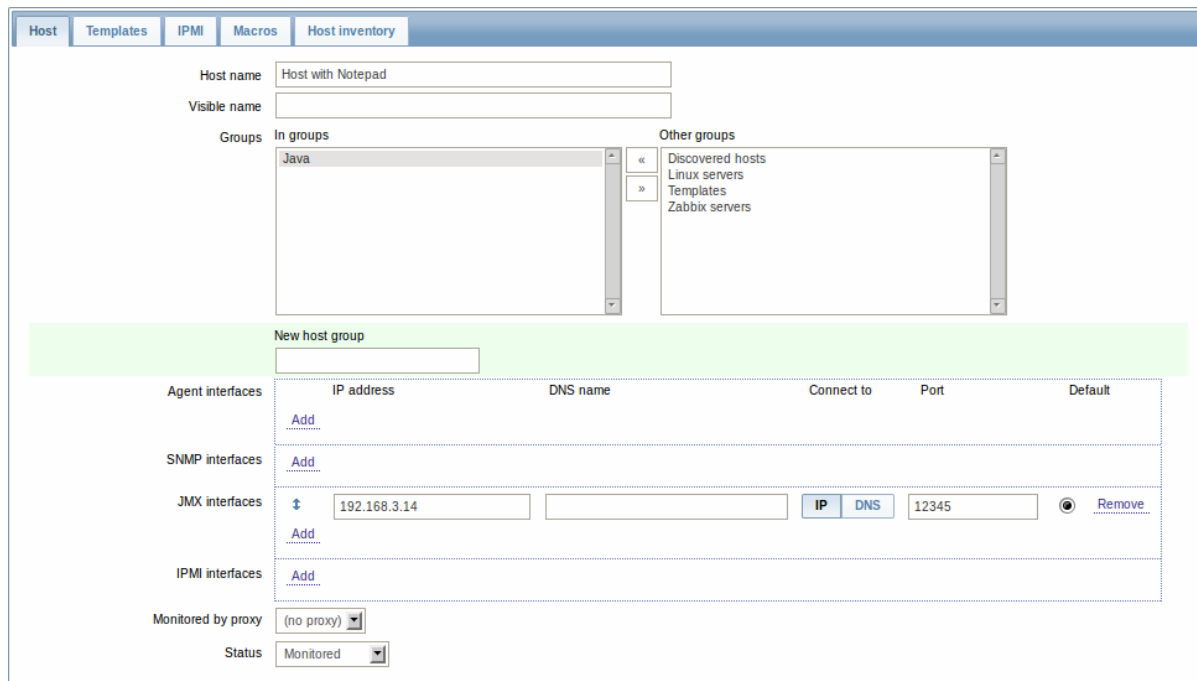 Host Templates IPMI Macros Host inventory
Host name Host with Notepad
Visible name
Groups In groups Other groups
Java « Discovered hosts
Linux servers
» Templates
Zabbix servers
New host group
Agent interfaces IP address DNS name Connect to Port Default
Add
SNMP interfaces Add
JMX interfaces 192.168.3.14 IP DNS 12345 Remove
Add
IPMI interfaces Add
Monitored by proxy (no proxy)
Status Monitored